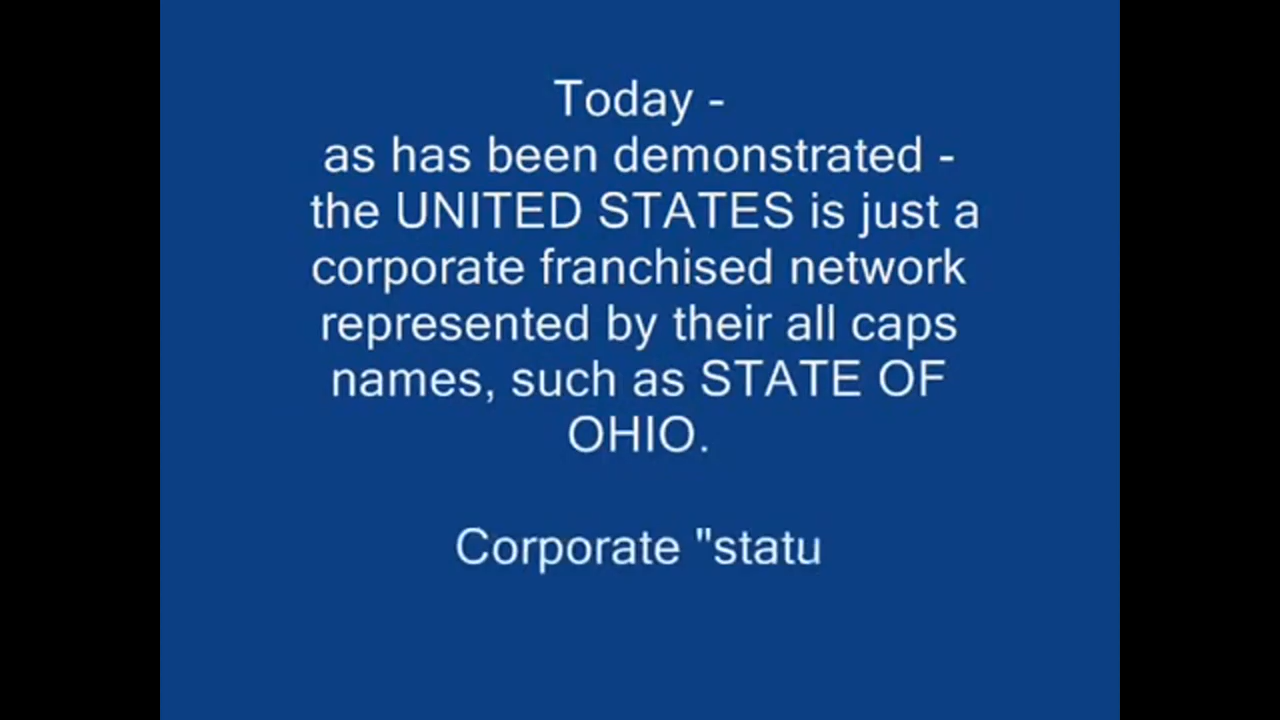 Today -
as has been demonstrated -
the UNITED STATES is just a
corporate franchised network
represented by their all caps
names, such as STATE OF
OHIO.
Corporate "statu